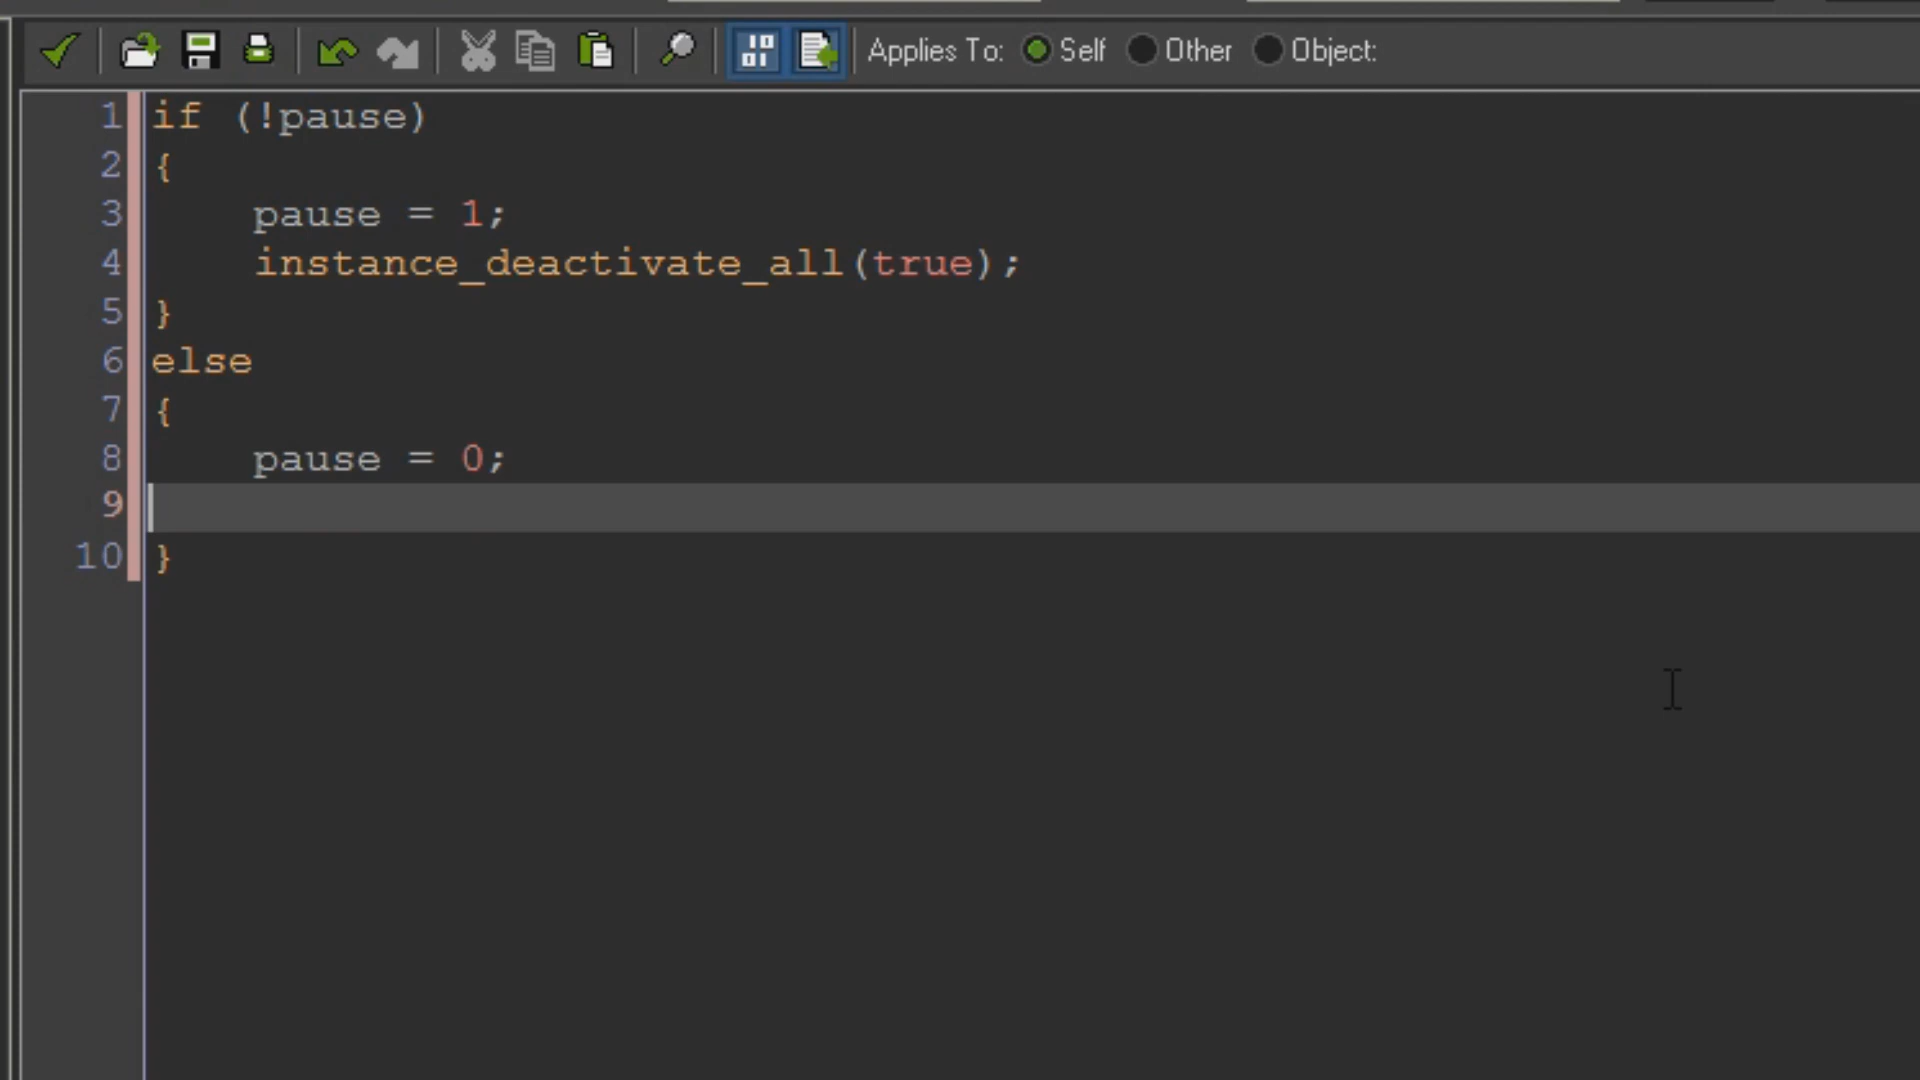 Applies To: Self Other Object:
1 if (!pause)
2 {
3 pause = 1;
4 instance_deactivate_all(true);
5 }
6 else
7 {
8 pause = 0;
9
10 }